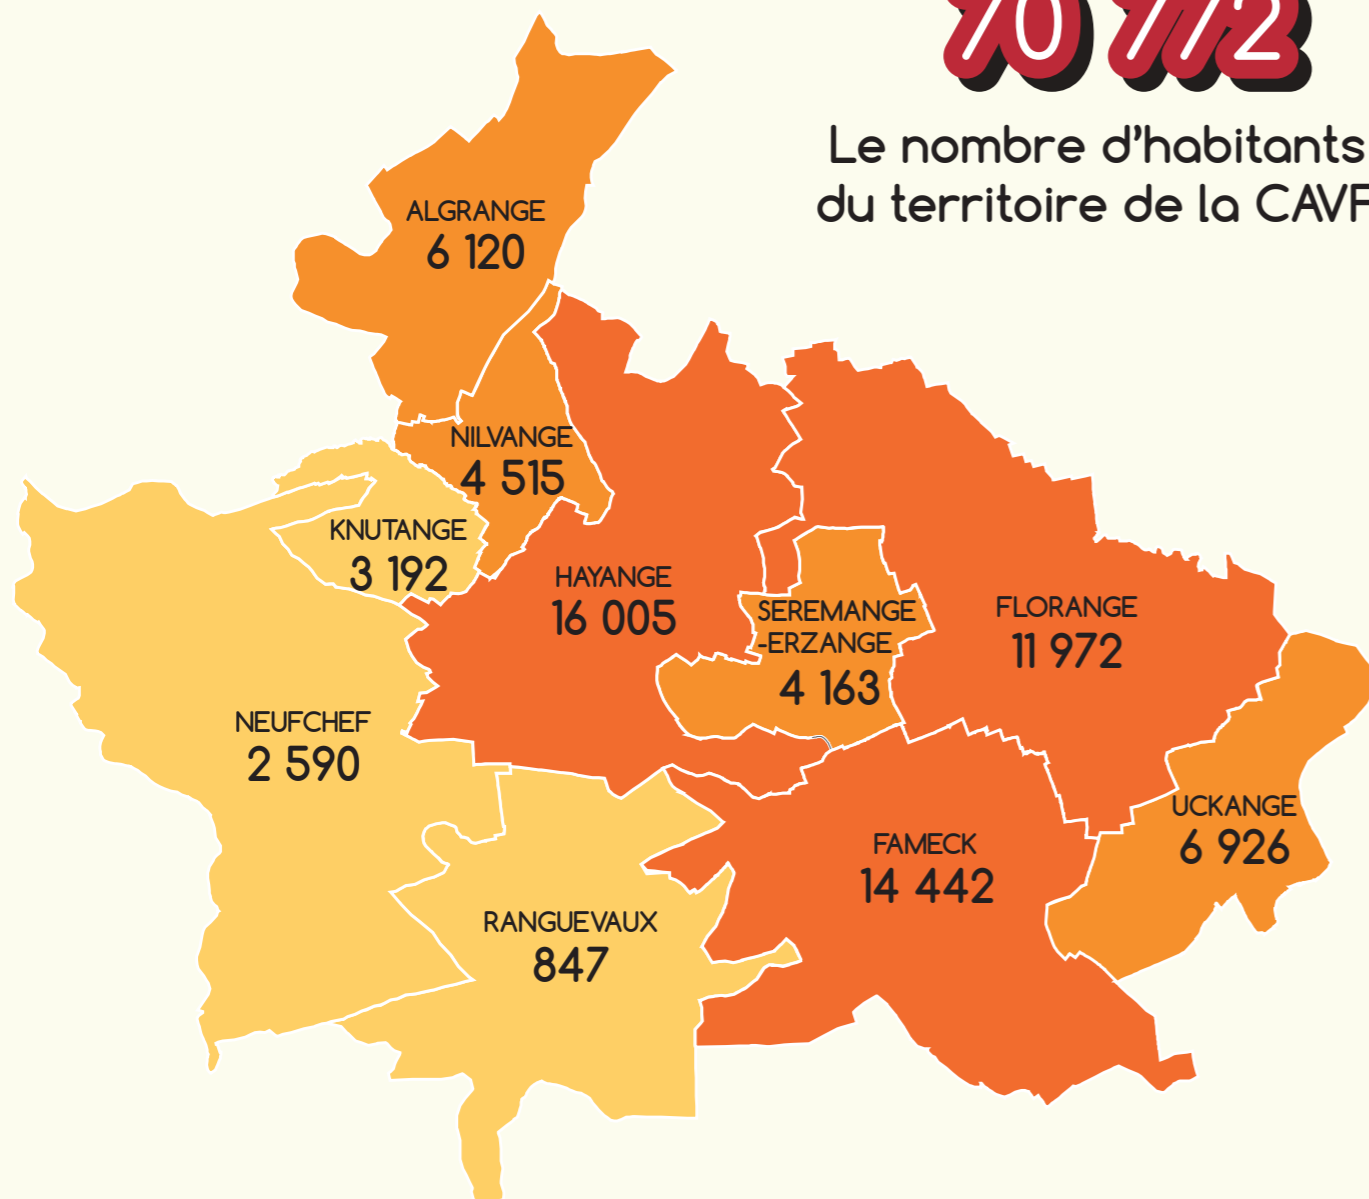 70 772
Le nombre d'habitants
du territoire de la CAVF
ALGRANGE
6 120
NILVANGE
4 515
KNUTANGE
3 192
HAYANGE
16 005
SEREMANGE
-ERZANGE
4 163
FLORANGE
11 972
NEUFCHEF
2 590
UCKANGE
6 926
FAMECK
14 442
RANGUEVAUX
847